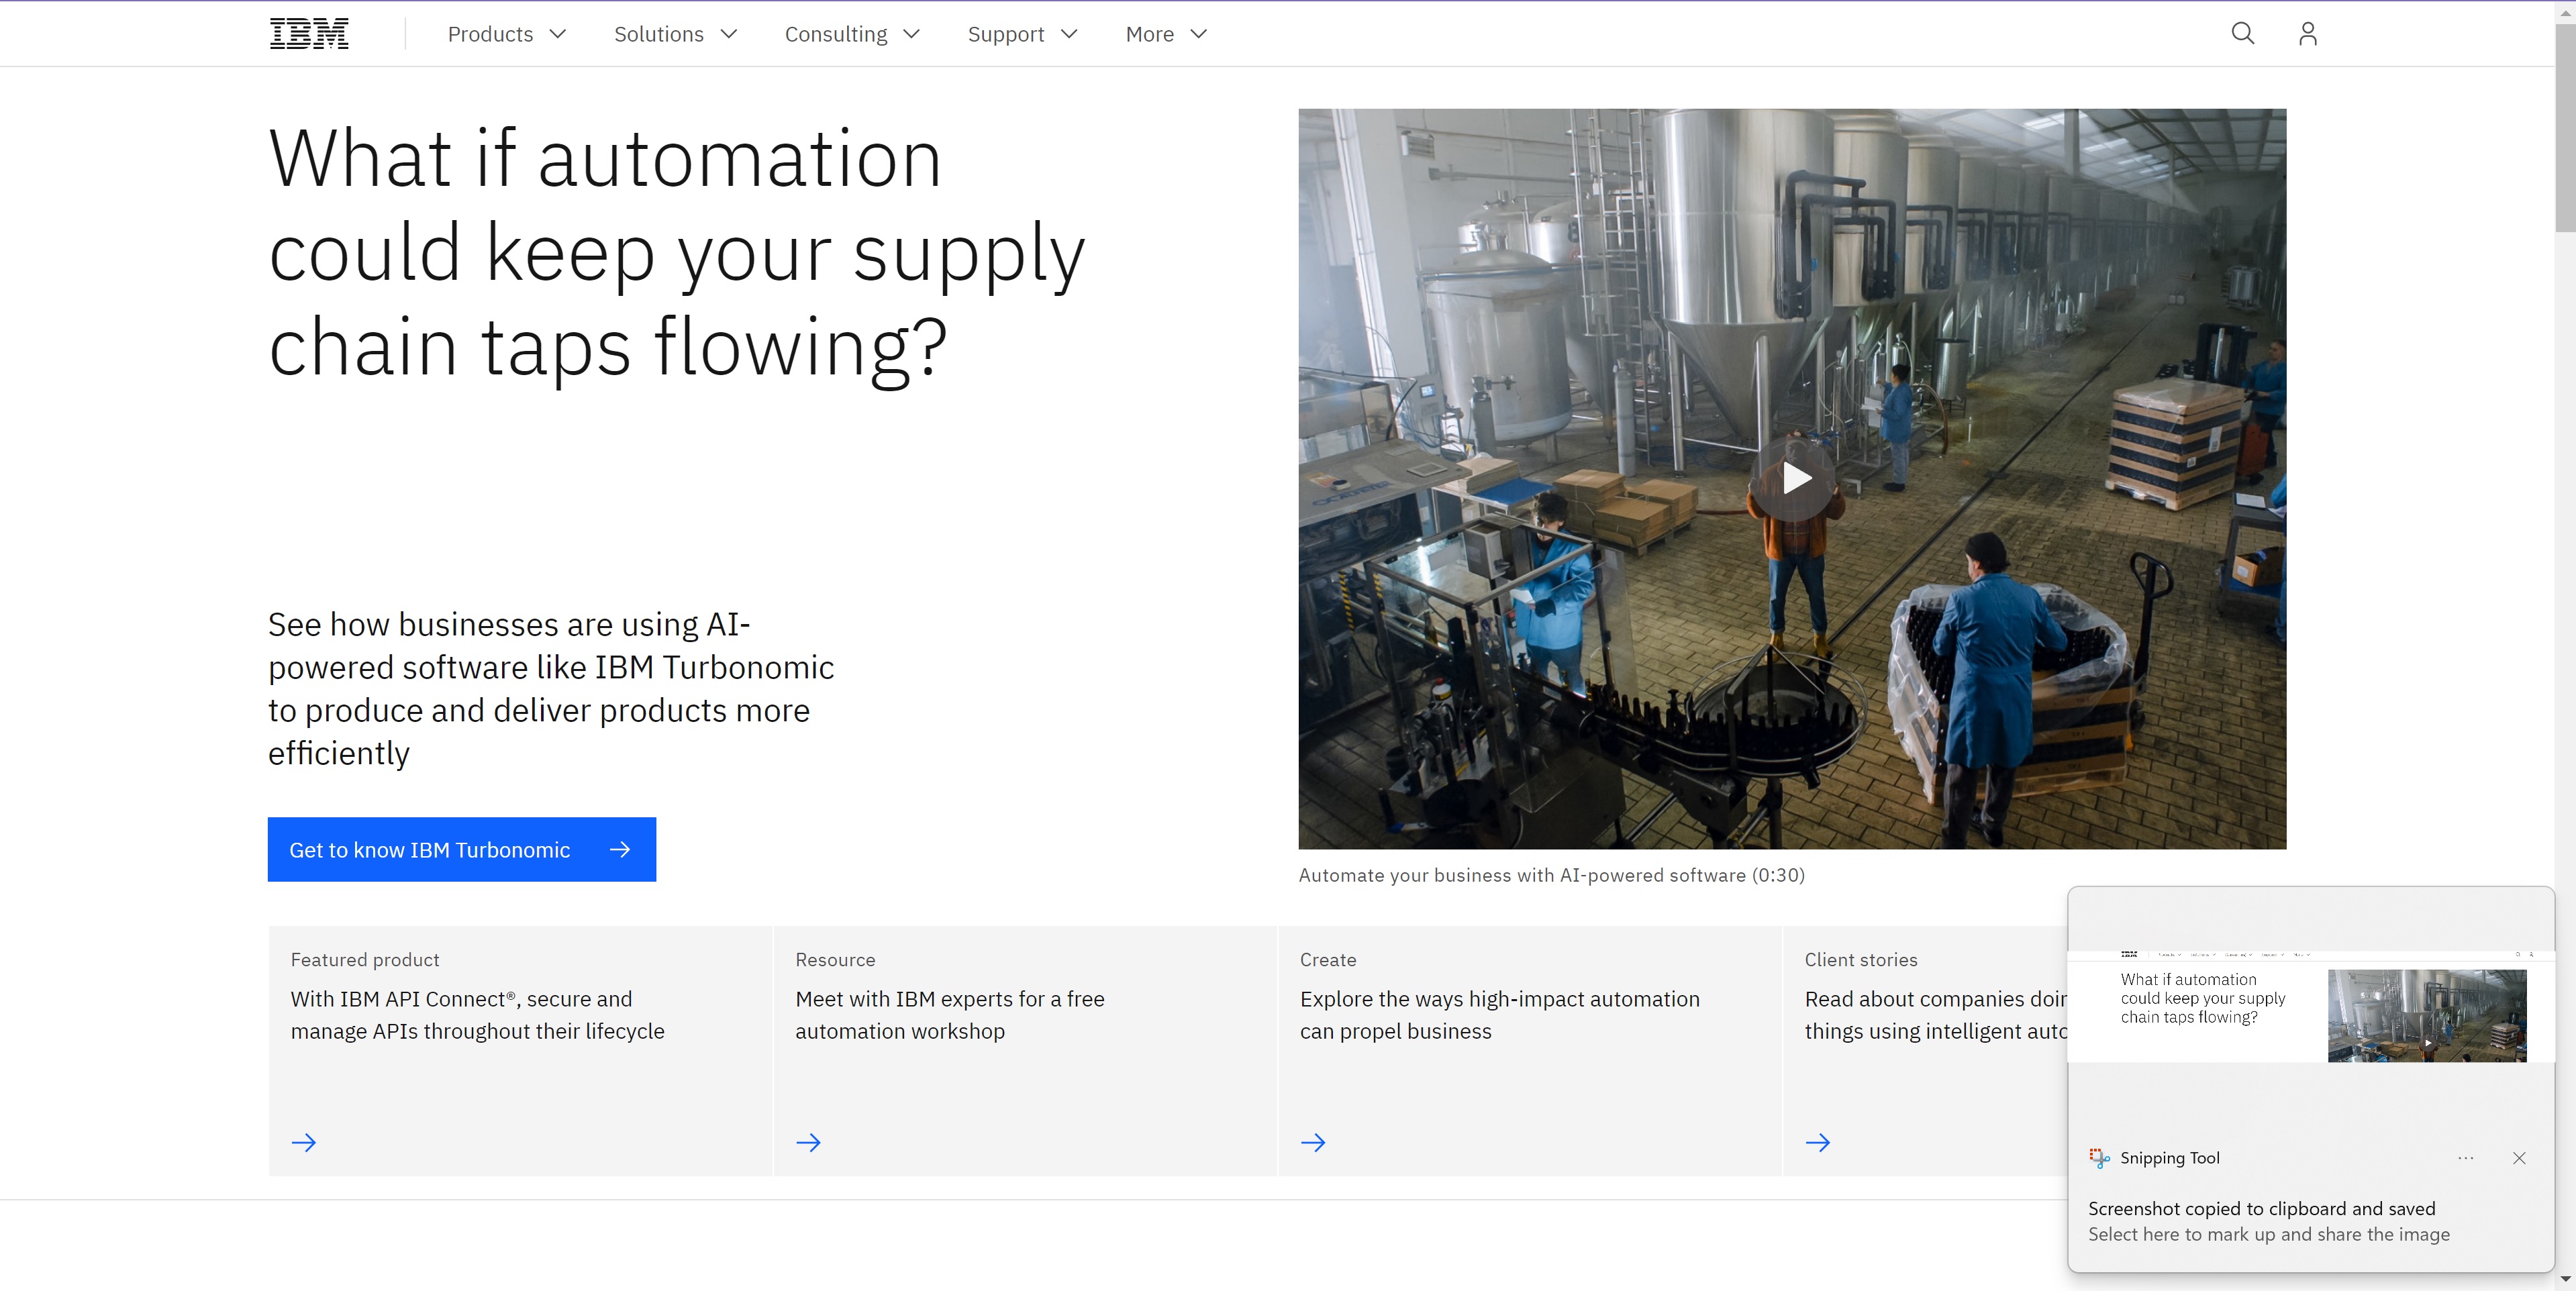 IBM
Products
Solutions
Consulting
Support
More
What if automation
could keep your supply
chain taps flowing?
See how businesses are using AI-
powered software like IBM Turbonomic
to produce and deliver products more
efficiently
Get to know IBM Turbonomic
Automate your business with AI-powered software (0:30)
Featured product
With IBM API Connect®, secure and
manage APIs throughout their lifecycle
Resource
Meet with IBM experts for a free
automation workshop
Create
Explore the ways high-impact automation
can propel business
Client stories
Read about companies doin
things using intelligent auto
IBM
What if automation
could keep your supply
chain taps flowing?
Snipping Tool
Screenshot copied to clipboard and saved
Select here to mark up and share the image